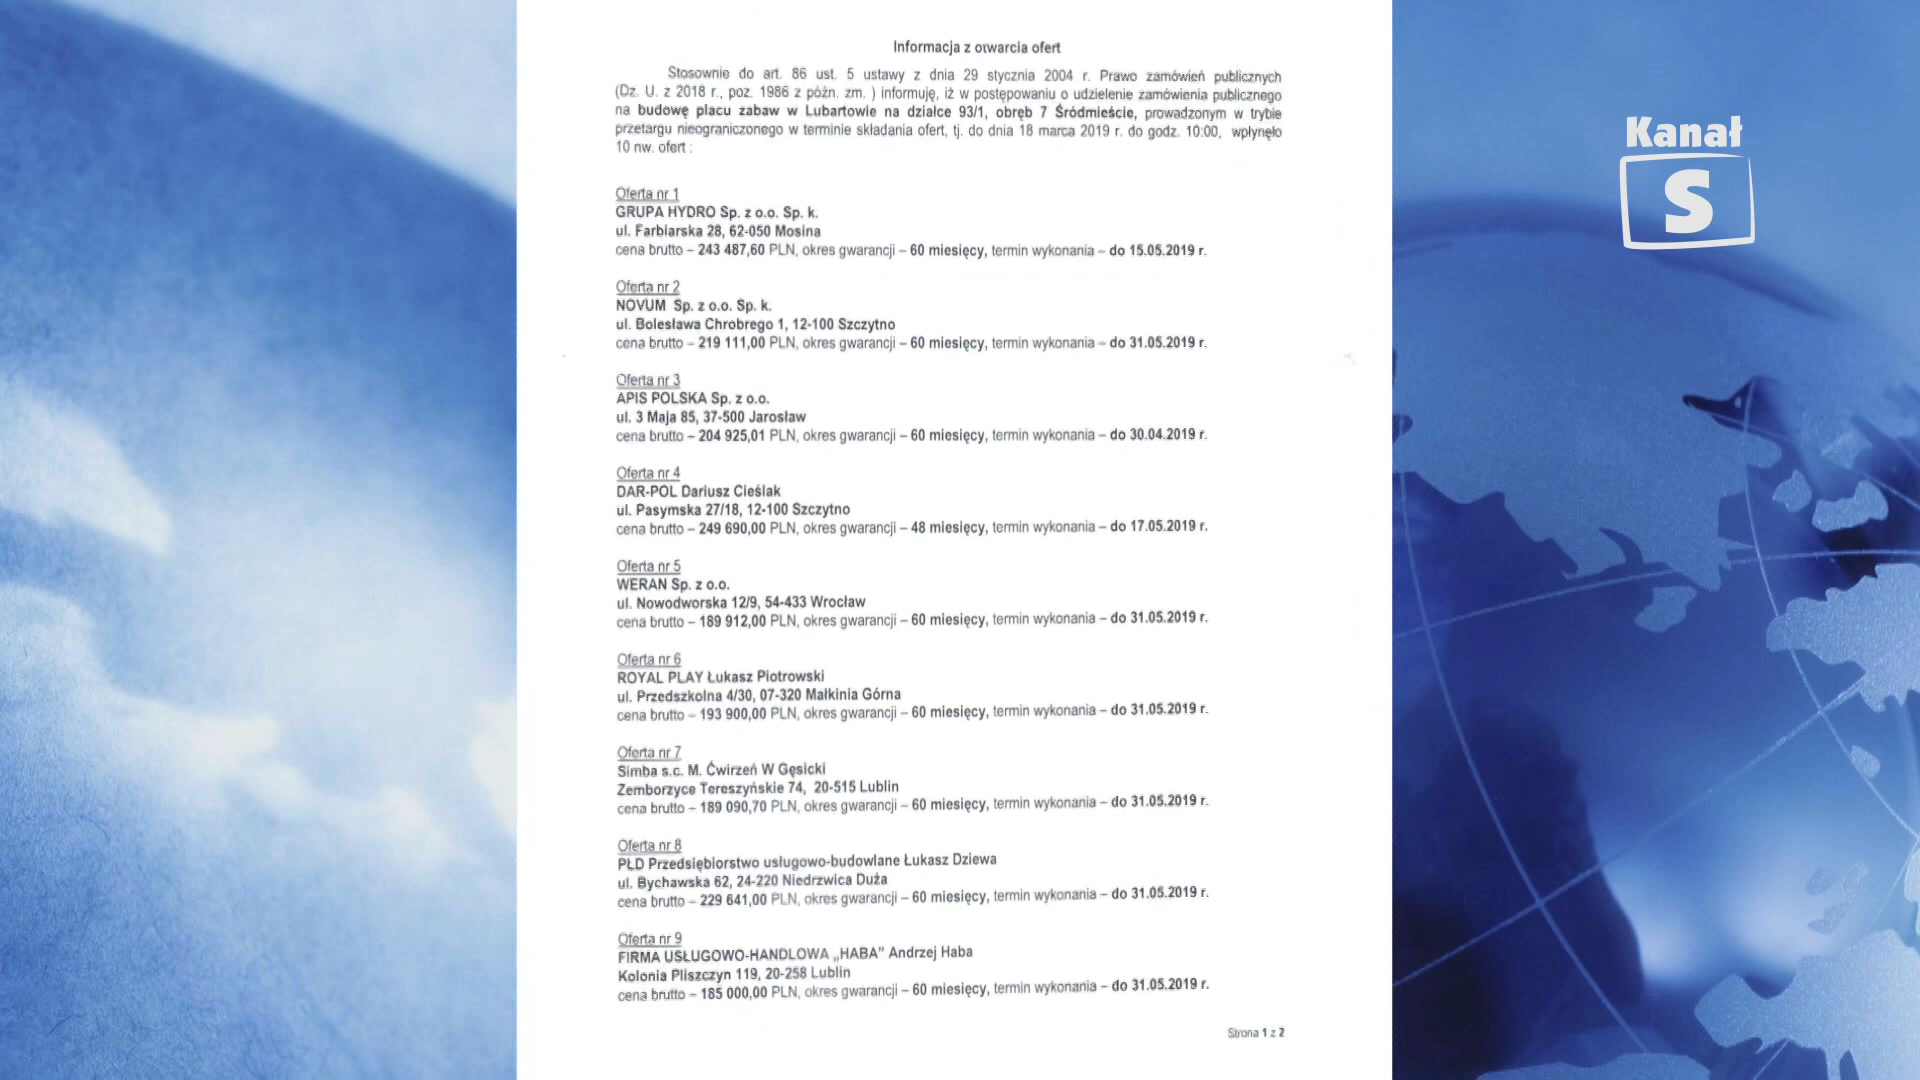 Informacja z otwarcia ofert
Stosownie do art. 86 ust. 5 ustawy z dnia 29 stycznia 2004 r. Prawo zamówień publicznych
(Dz. U. z 2018 r., poz. 1986 z późn. zm. ) informuję, iż w postępowaniu o udzielenie zamówienia publicznego
na budowę placu zabaw w Lubartowie na działce 93/1, obręb 7 Śródmieście, prowadzonym w trybie
przetargu nieograniczonego w terminie składania ofert, tj. do dnia 18 marca 2019 r. do godz. 10:00, wpłynęło
10 nw. ofert :
Oferta nr 1
GRUPA HYDRO Sp. z o.o. Sp. k.
ul. Farbiarska 28, 62-050 Mosina
cena brutto – 243 487,60 PLN, okres gwarancji – 60 miesięcy, termin wykonania – do 15.05.2019 r.
Oferta nr 2
NOVUM Sp. z o.o. Sp. k.
ul. Bolesława Chrobrego 1, 12-100 Szczytno
cena brutto – 219 111,00 PLN, okres gwarancji – 60 miesięcy, termin wykonania – do 31.05.2019 r.
Oferta nr 3
APIS POLSKA Sp. z o.o.
ul. 3 Maja 85, 37-500 Jarosław
cena brutto – 204 925,01 PLN, okres gwarancji – 60 miesięcy, termin wykonania – do 30.04.2019 r.
Oferta nr 4
DAR-POL Dariusz Cieślak
ul. Pasymska 27/18, 12-100 Szczytno
cena brutto – 249 690,00 PLN, okres gwarancji – 48 miesięcy, termin wykonania – do 17.05.2019 r.
Oferta nr 5
WERAN Sp. z o.o.
ul. Nowodworska 12/9, 54-433 Wrocław
cena brutto – 189 912,00 PLN, okres gwarancji – 60 miesięcy, termin wykonania – do 31.05.2019 r.
Oferta nr 6
ROYAL PLAY Łukasz Piotrowski
ul. Przedszkolna 4/30, 07-320 Małkinia Górna
cena brutto – 193 900,00 PLN, okres gwarancji – 60 miesięcy, termin wykonania – do 31.05.2019 r.
Oferta nr 7
Simba s.c. M. Ćwirzeń W Gęsicki
Zemborzyce Tereszyńskie 74, 20-515 Lublin
cena brutto – 189 090,70 PLN, okres gwarancji – 60 miesięcy, termin wykonania – do 31.05.2019 r.
Oferta nr 8
PŁD Przedsiębiorstwo usługowo-budowlane Łukasz Dziewa
ul. Bychawska 62, 24-220 Niedrzwica Duża
cena brutto – 229 641,00 PLN, okres gwarancji – 60 miesięcy, termin wykonania – do 31.05.2019 r.
Oferta nr 9
FIRMA USŁUGOWO-HANDLOWA „HABA” Andrzej Haba
Kolonia Pliszczyn 119, 20-258 Lublin
cena brutto – 185 000,00 PLN, okres gwarancji – 60 miesięcy, termin wykonania – do 31.05.2019 r.
Strona 1 z 2
Kanał
S